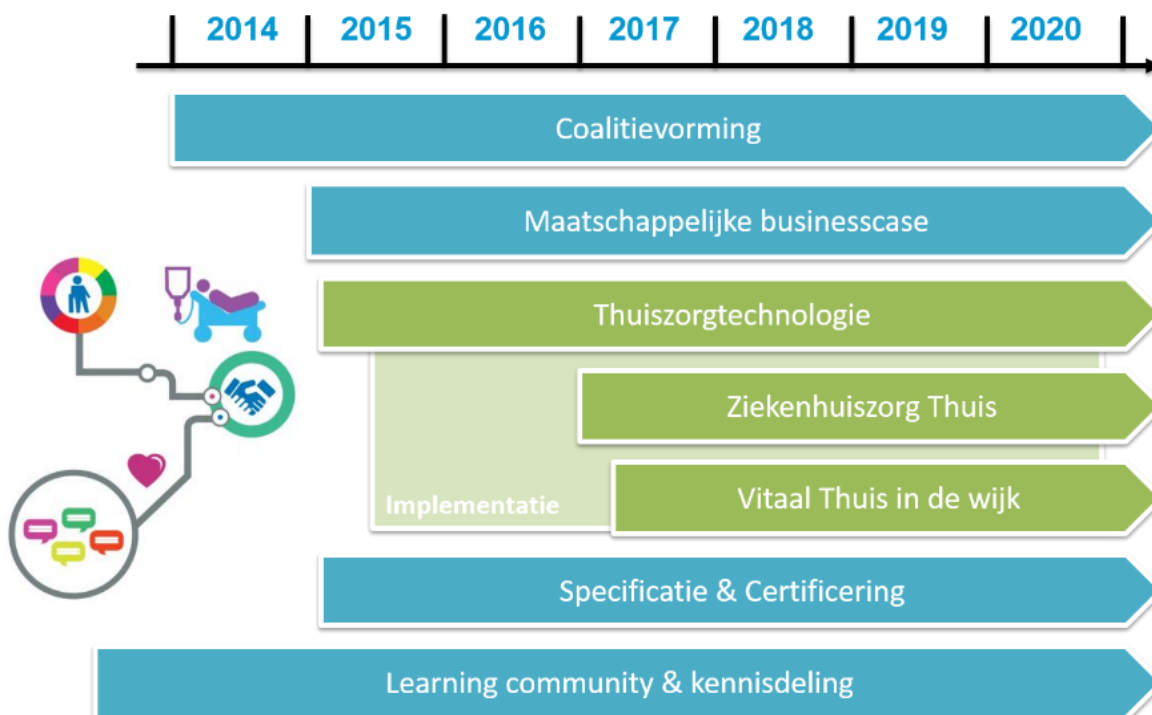 2014 2015 2016 2017 2018 2019 2020
Coalitievorming
Maatschappelijke businesscase
Thuiszorgtechnologie
Ziekenhuiszorg Thuis
Implementatie
Vitaal Thuis in de wijk
Specificatie & Certificering
Learning community & kennisdeling